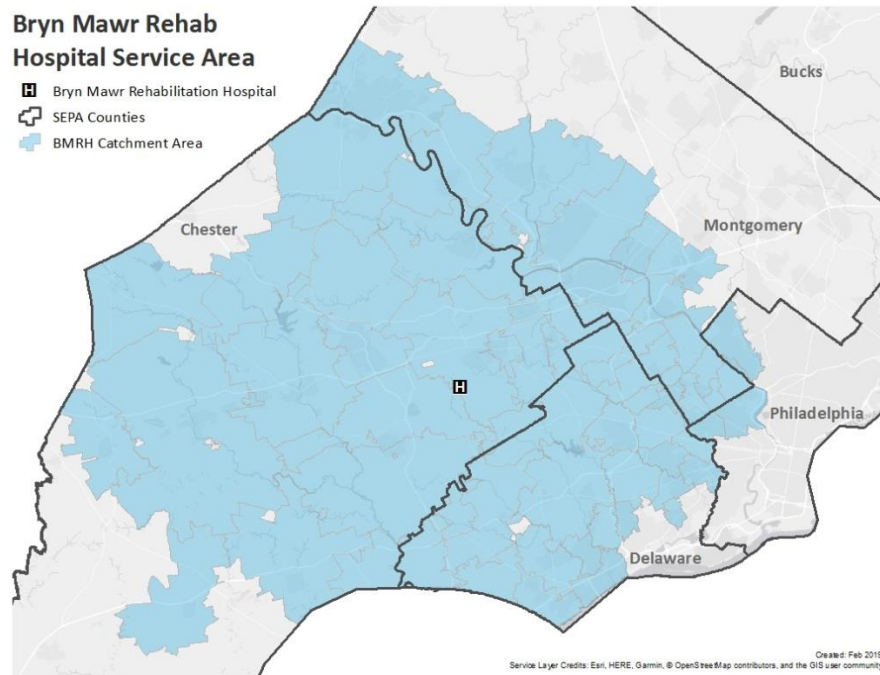 Bryn Mawr Rehab
Hospital Service Area
H Bryn Mawr Rehabilitation Hospital
SEPA Counties
BMRH Catchment Area
Bucks
Chester
Montgomery
H
Philadelphia
Delaware
Created: Feb 2019
Service Layer Credits: Esri, HERE, Garmin, © OpenStreetMap contributors, and the GIS user community